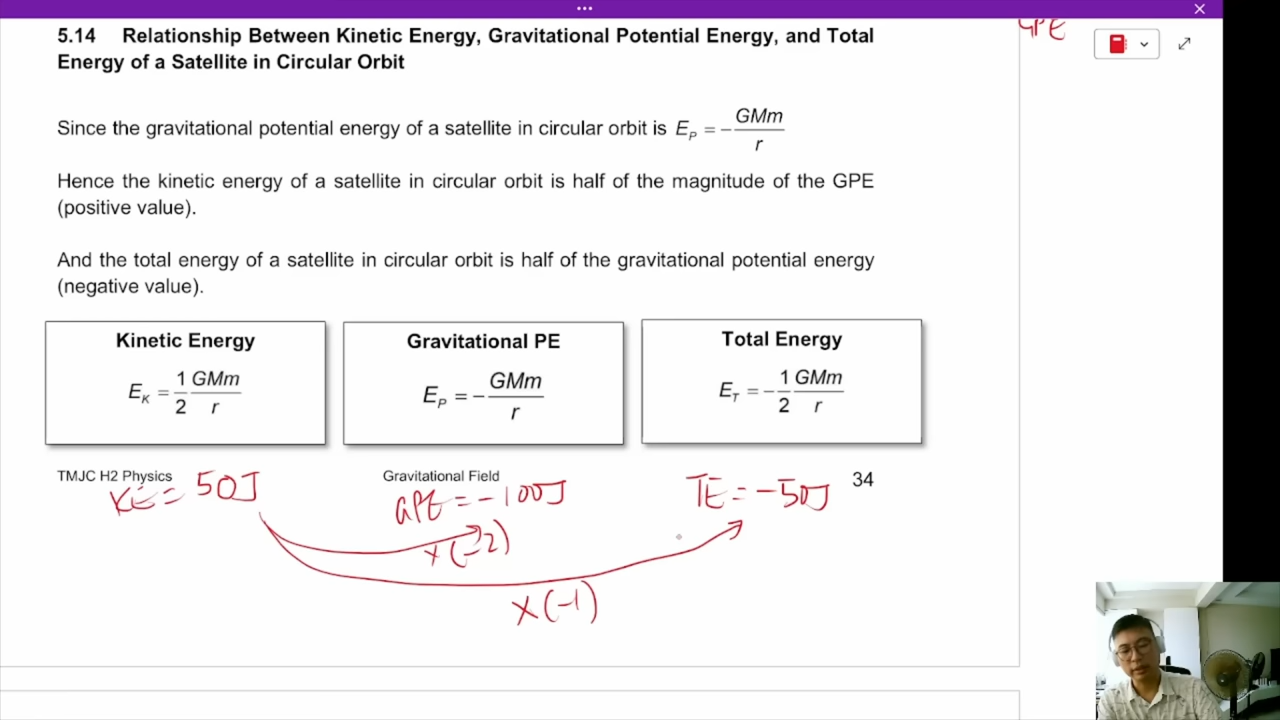 GPE
5.14 Relationship Between Kinetic Energy, Gravitational Potential Energy, and Total
Energy of a Satellite in Circular Orbit
Since the gravitational potential energy of a satellite in circular orbit is E_P = -GMm/r
Hence the kinetic energy of a satellite in circular orbit is half of the magnitude of the GPE
(positive value).
And the total energy of a satellite in circular orbit is half of the gravitational potential energy
(negative value).
Kinetic Energy
E_K = 1/2 GMm/r
Gravitational PE
E_P = -GMm/r
Total Energy
E_T = -1/2 GMm/r
TMJC H2 Physics
Gravitational Field
34
KE = 50J
GPE = -100J
TE = -50J
x(-2)
x(-1)